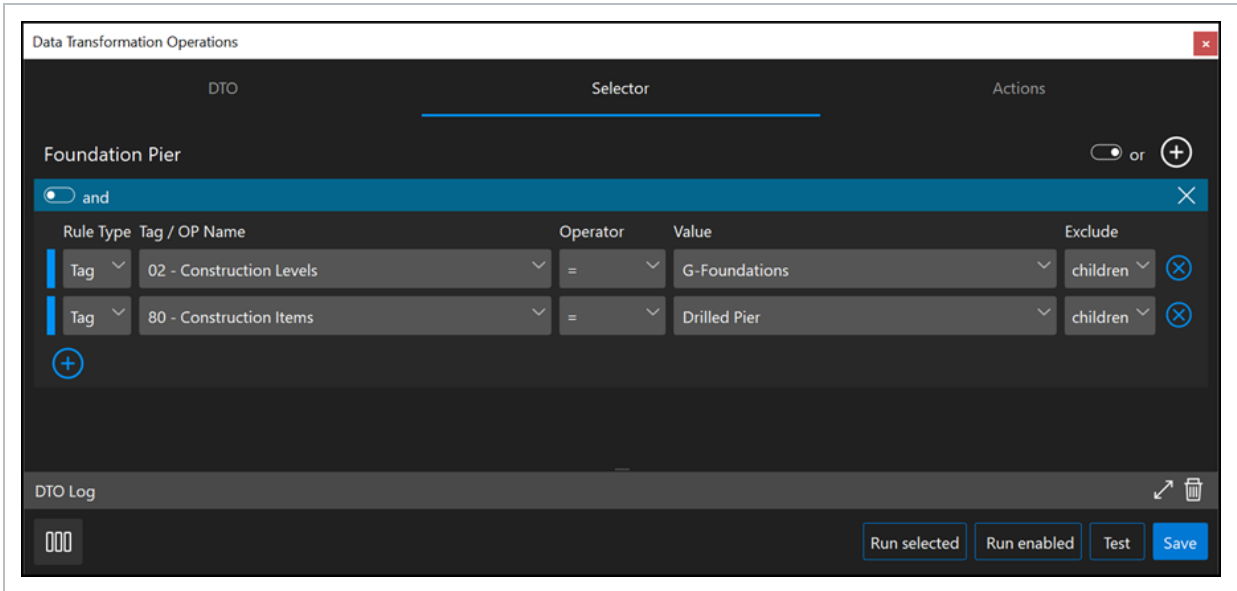 Data Transformation Operations
DTO Selector Actions
Foundation Pier or
and
Rule Type Tag / OP Name Operator Value Exclude
Tag 02 - Construction Levels = G-Foundations children
Tag 80 - Construction Items = Drilled Pier children
DTO Log
Run selected Run enabled Test Save